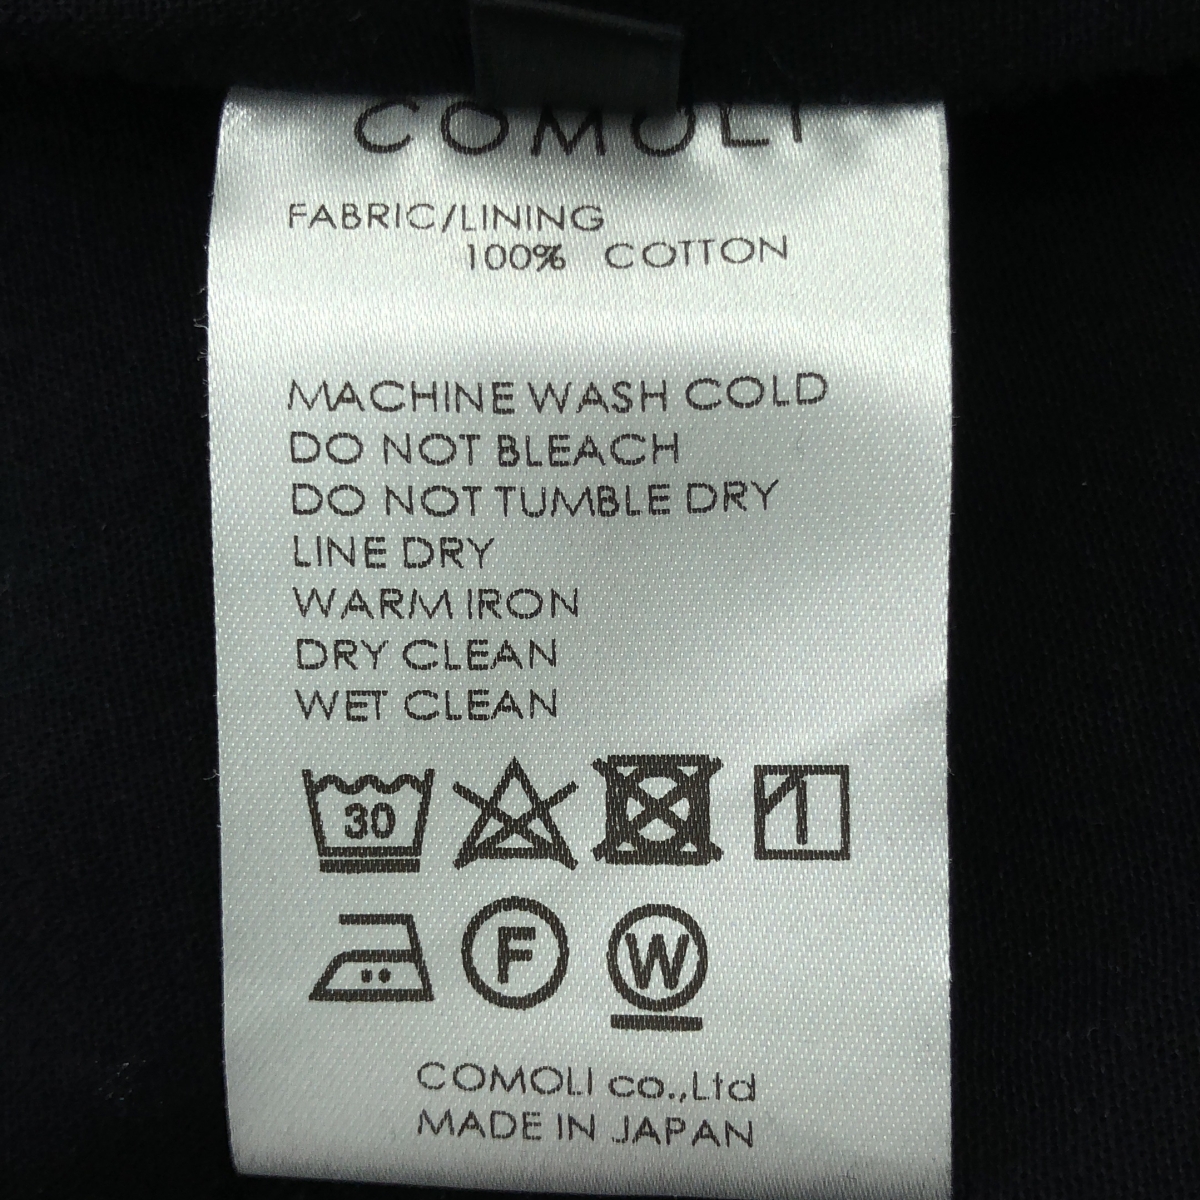 COMOLI
FABRIC/LINING
100% COTTON
MACHINE WASH COLD
DO NOT BLEACH
DO NOT TUMBLE DRY
LINE DRY
WARM IRON
DRY CLEAN
WET CLEAN
30
F W
COMOLI co.,Ltd
MADE IN JAPAN